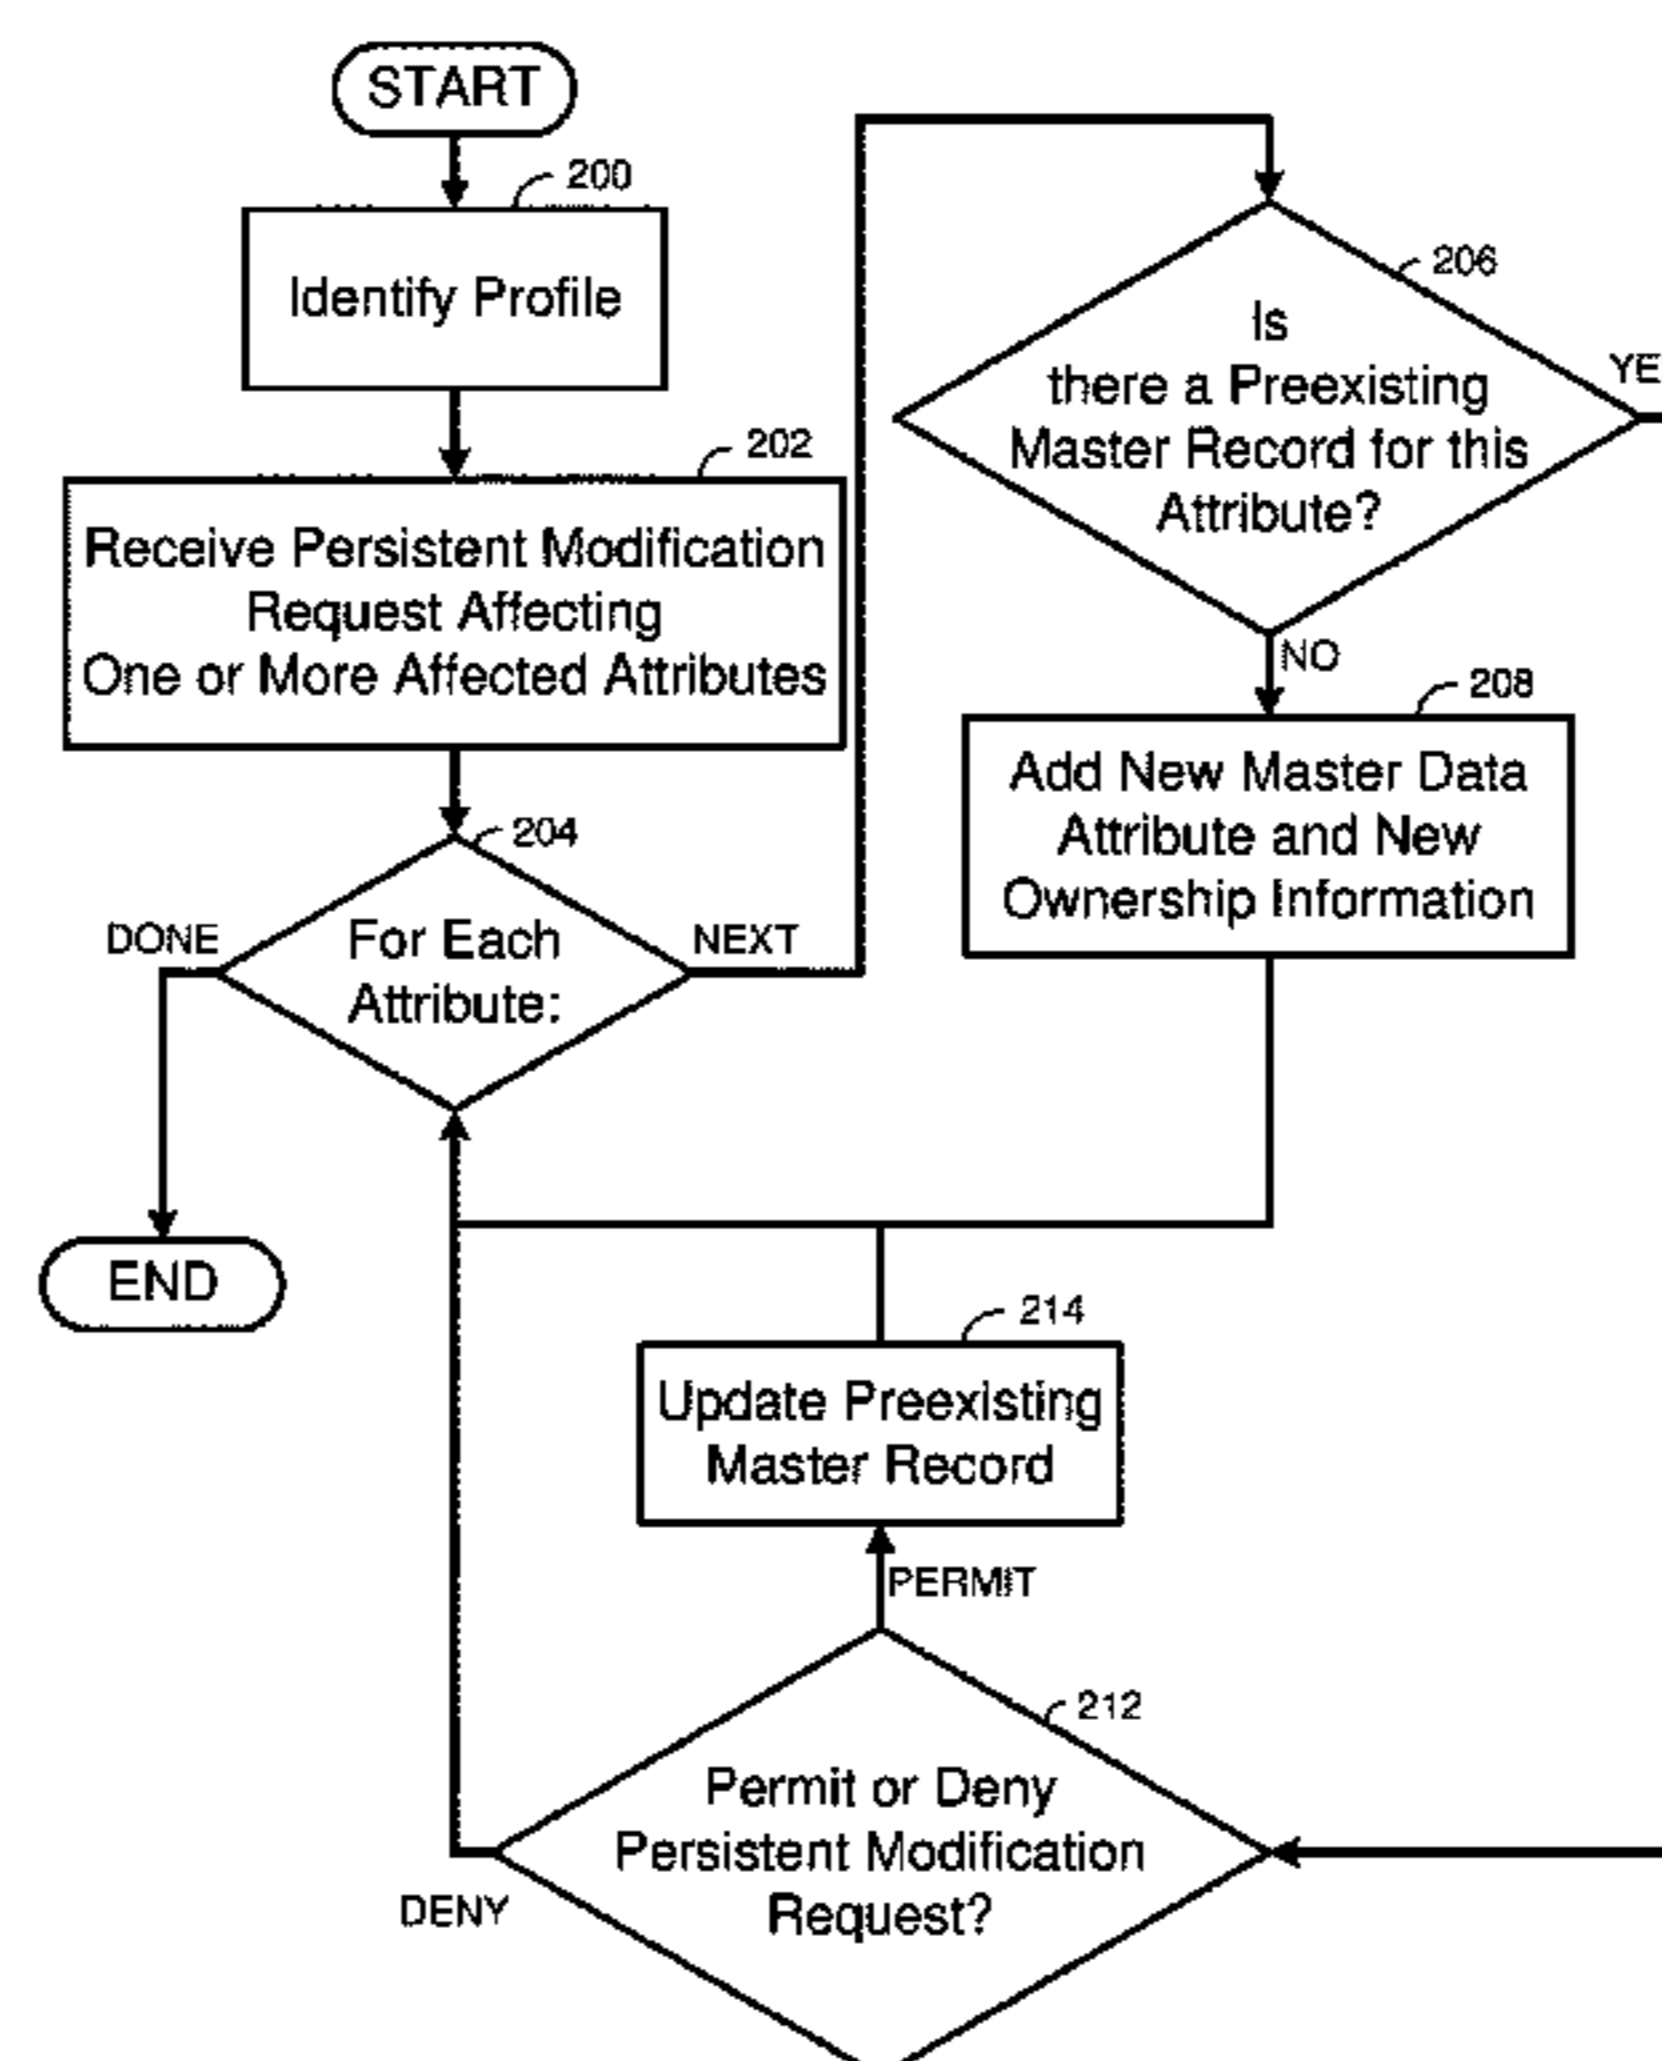 START
200
Identify Profile
202
Receive Persistent Modification
Request Affecting
One or More Affected Attributes
204
For Each
Attribute:
DONE
NEXT
END
206
Is
there a Preexisting
Master Record for this
Attribute?
YE
NO
208
Add New Master Data
Attribute and New
Ownership Information
214
Update Preexisting
Master Record
PERMIT
212
Permit or Deny
Persistent Modification
Request?
DENY